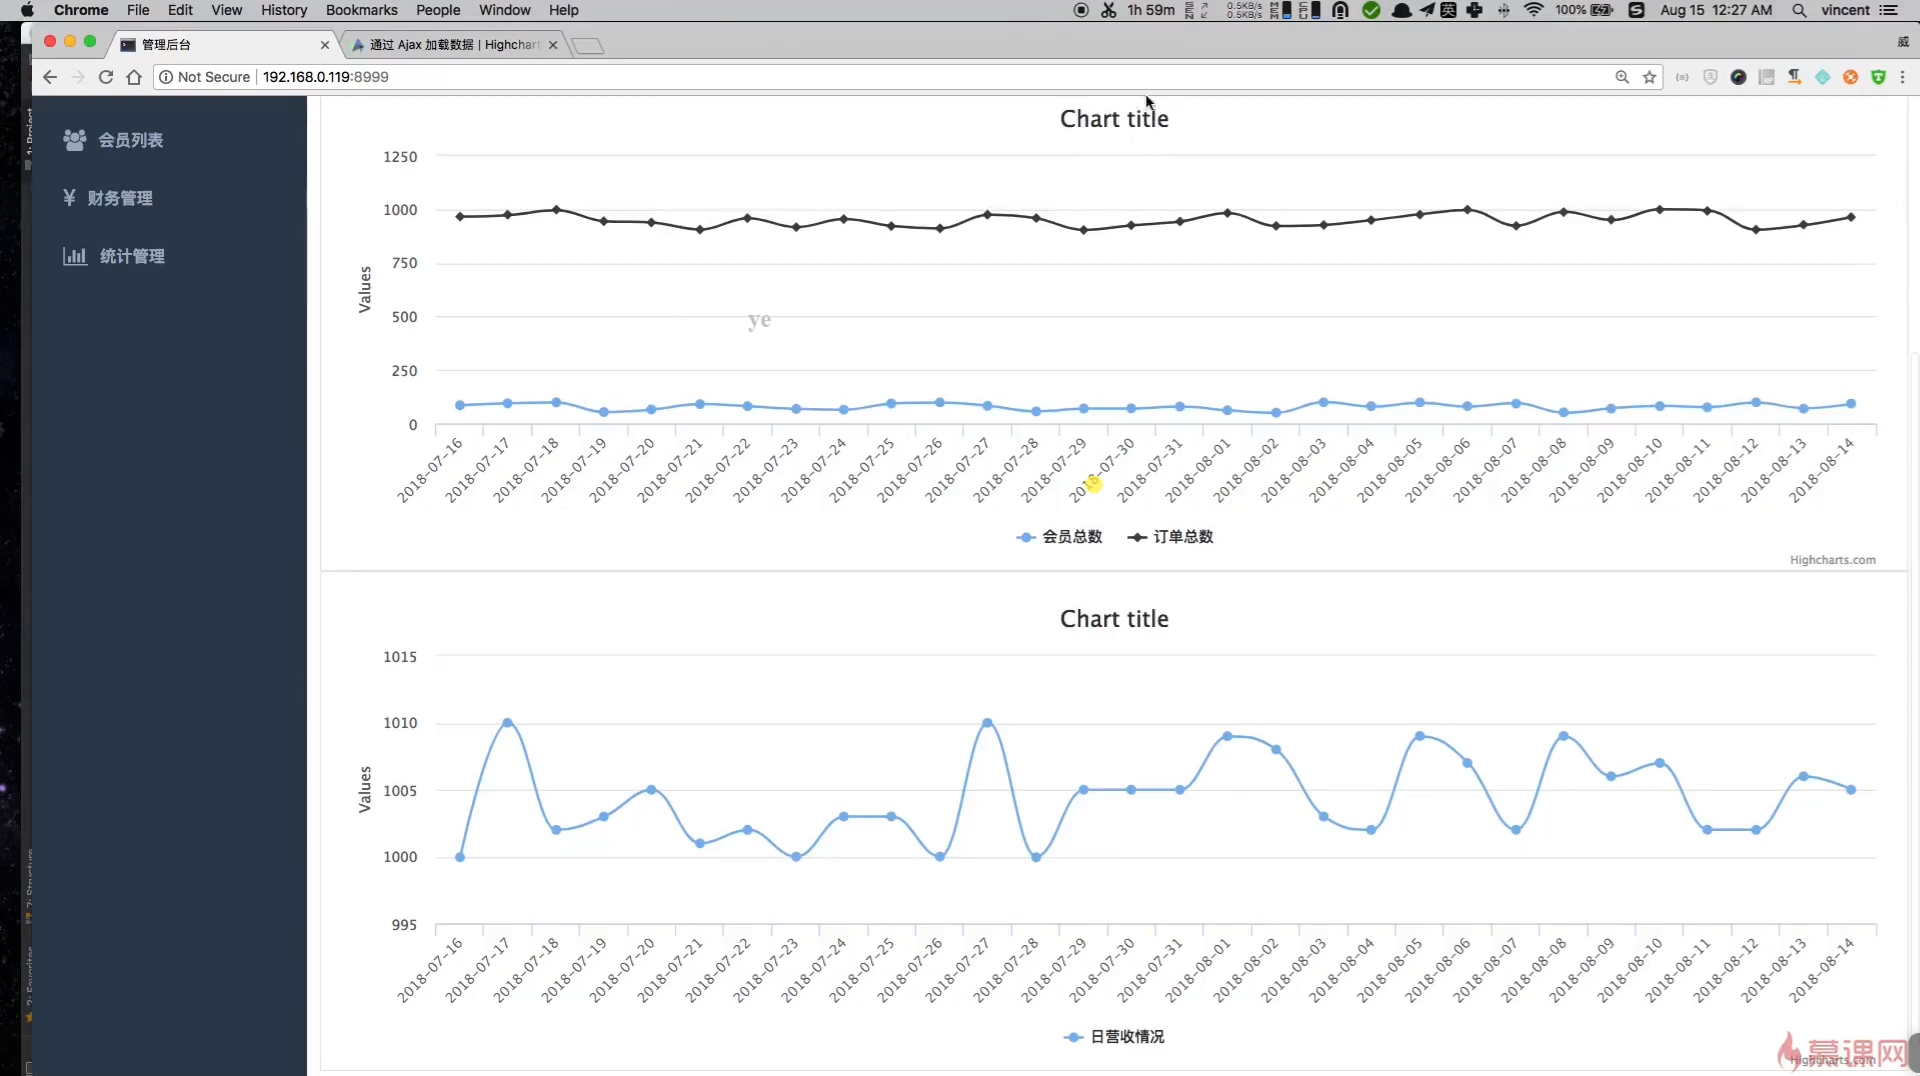 Chrome File Edit View History Bookmarks People Window Help 1h 59m 0.5KB/s 0.5KB/s 英 100% Aug 15 12:27 AM vincent
管理后台 通过 Ajax 加载数据 | Highchar 威
Not Secure 192.168.0.119:8999
会员列表
财务管理
统计管理
Chart title
Values
1250
1000
750
500
250
0
ye
2018-07-16 2018-07-17 2018-07-18 2018-07-19 2018-07-20 2018-07-21 2018-07-22 2018-07-23 2018-07-24 2018-07-25 2018-07-26 2018-07-27 2018-07-28 2018-07-29 2018-07-30 2018-07-31 2018-08-01 2018-08-02 2018-08-03 2018-08-04 2018-08-05 2018-08-06 2018-08-07 2018-08-08 2018-08-09 2018-08-10 2018-08-11 2018-08-12 2018-08-13 2018-08-14
会员总数 订单总数
Highcharts.com
Chart title
Values
1015
1010
1005
1000
995
2018-07-16 2018-07-17 2018-07-18 2018-07-19 2018-07-20 2018-07-21 2018-07-22 2018-07-23 2018-07-24 2018-07-25 2018-07-26 2018-07-27 2018-07-28 2018-07-29 2018-07-30 2018-07-31 2018-08-01 2018-08-02 2018-08-03 2018-08-04 2018-08-05 2018-08-06 2018-08-07 2018-08-08 2018-08-09 2018-08-10 2018-08-11 2018-08-12 2018-08-13 2018-08-14
日营收情况
Highcharts.com
慕课网